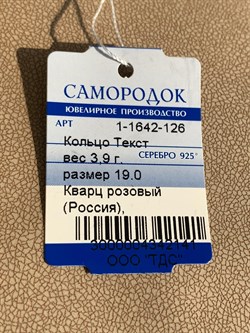 САМОРОДОК
ЮВЕЛИРНОЕ ПРОИЗВОДСТВО
АРТ 1-1642-126
Кольцо Текст
вес 3,9 г. СЕРЕБРО 925°
размер 19.0
Кварц розовый
(Россия),
3000004342141
ООО "ТДС"